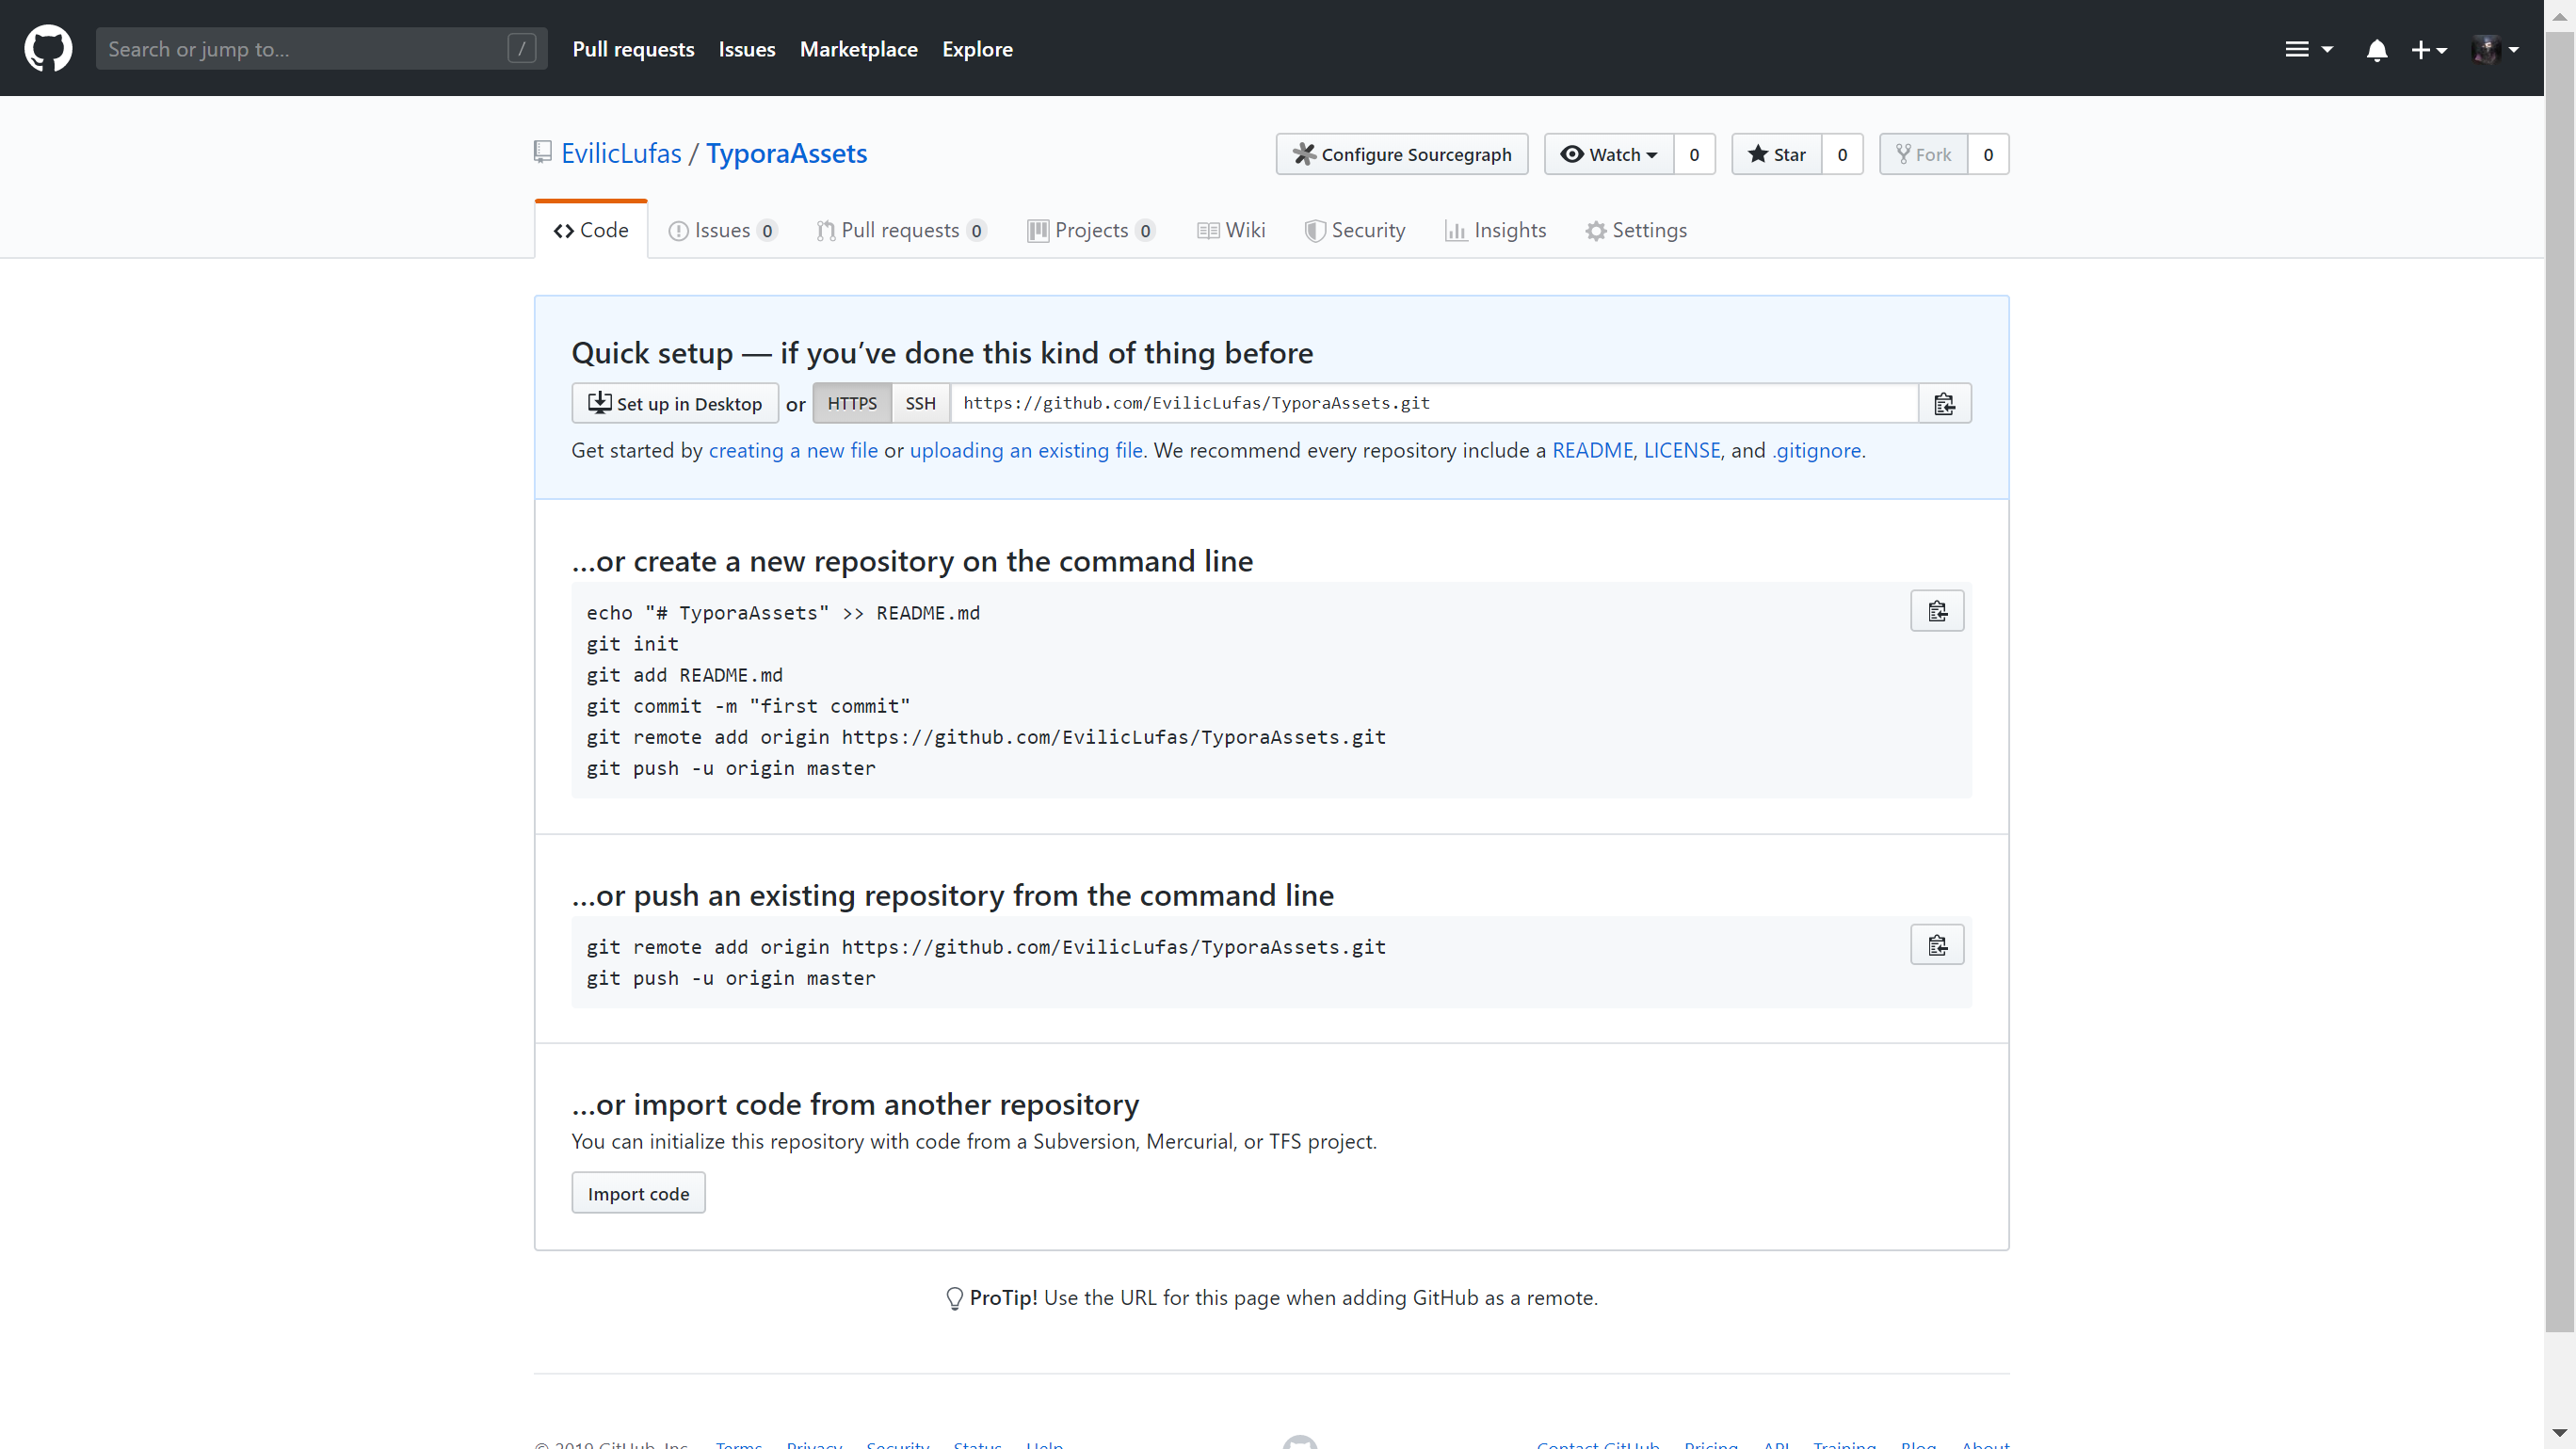 Search or jump to... / Pull requests Issues Marketplace Explore
EvilicLufas / TyporaAssets
Configure Sourcegraph Watch 0 Star 0 Fork 0
Code Issues 0 Pull requests 0 Projects 0 Wiki Security Insights Settings
Quick setup — if you’ve done this kind of thing before
Set up in Desktop or HTTPS SSH https://github.com/EvilicLufas/TyporaAssets.git
Get started by creating a new file or uploading an existing file. We recommend every repository include a README, LICENSE, and .gitignore.
…or create a new repository on the command line
echo "# TyporaAssets" >> README.md
git init
git add README.md
git commit -m "first commit"
git remote add origin https://github.com/EvilicLufas/TyporaAssets.git
git push -u origin master
…or push an existing repository from the command line
git remote add origin https://github.com/EvilicLufas/TyporaAssets.git
git push -u origin master
…or import code from another repository
You can initialize this repository with code from a Subversion, Mercurial, or TFS project.
Import code
ProTip! Use the URL for this page when adding GitHub as a remote.
© 2019 GitHub, Inc. Terms Privacy Security Status Help Contact GitHub Pricing API Training Blog About